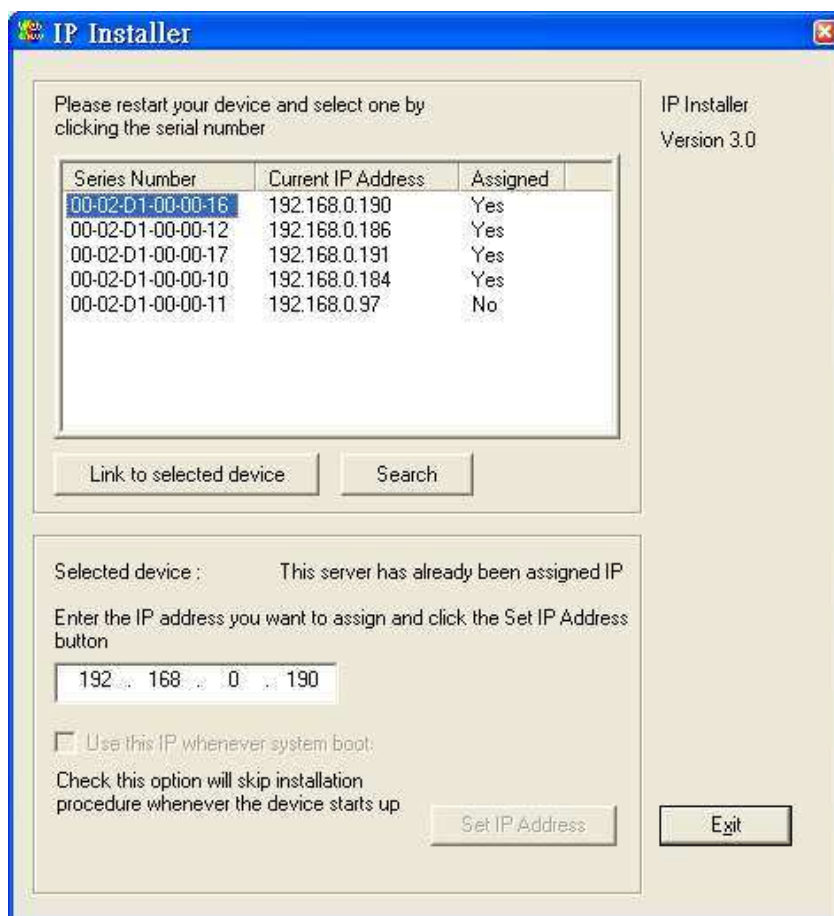 IP Installer
Please restart your device and select one by
clicking the serial number
IP Installer
Version 3.0
Series Number Current IP Address Assigned
00-02-D1-00-00-16 192.168.0.190 Yes
00-02-D1-00-00-12 192.168.0.186 Yes
00-02-D1-00-00-17 192.168.0.191 Yes
00-02-D1-00-00-10 192.168.0.184 Yes
00-02-D1-00-00-11 192.168.0.97 No
Link to selected device Search
Selected device : This server has already been assigned IP
Enter the IP address you want to assign and click the Set IP Address
button
192 . 168 . 0 . 190
Use this IP whenever system boot.
Check this option will skip installation
procedure whenever the device starts up
Set IP Address
Exit